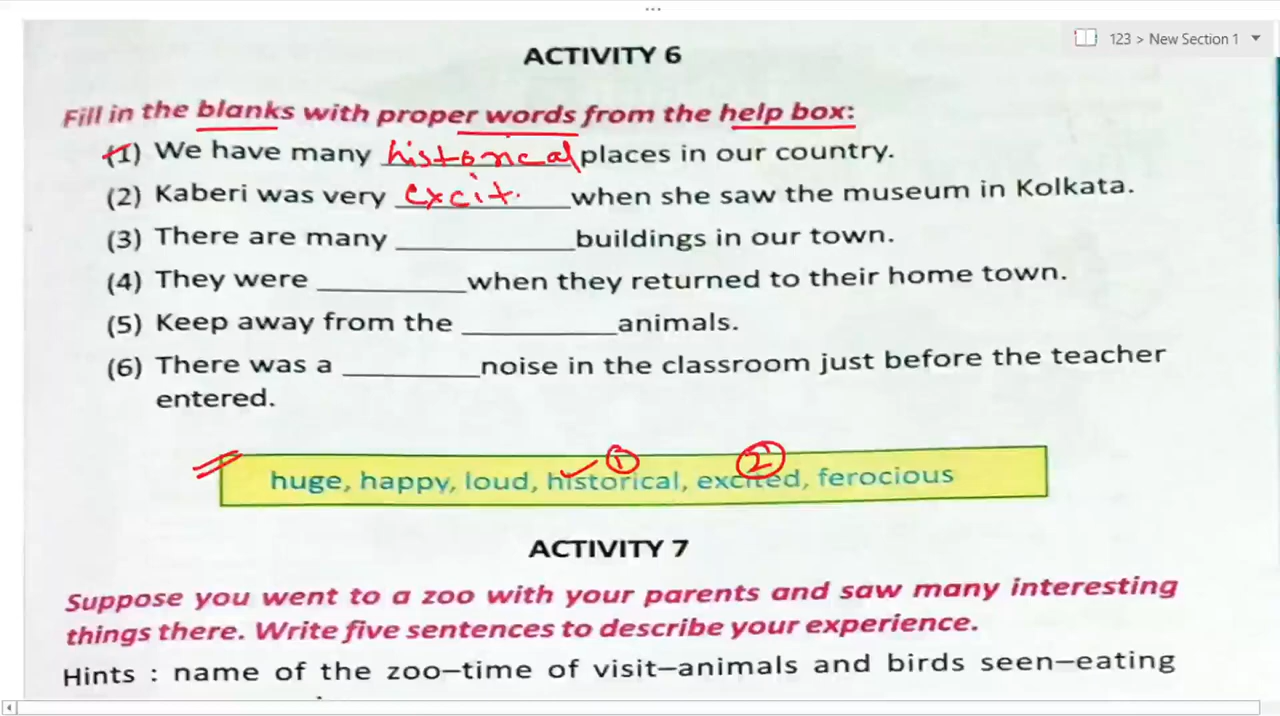 ...
123 > New Section 1
ACTIVITY 6
Fill in the blanks with proper words from the help box:
(1) We have many historical places in our country.
(2) Kaberi was very excit when she saw the museum in Kolkata.
(3) There are many ____________ buildings in our town.
(4) They were __________ when they returned to their home town.
(5) Keep away from the __________ animals.
(6) There was a _________ noise in the classroom just before the teacher
entered.
1 2
huge, happy, loud, historical, excited, ferocious
ACTIVITY 7
Suppose you went to a zoo with your parents and saw many interesting
things there. Write five sentences to describe your experience.
Hints : name of the zoo—time of visit—animals and birds seen—eating